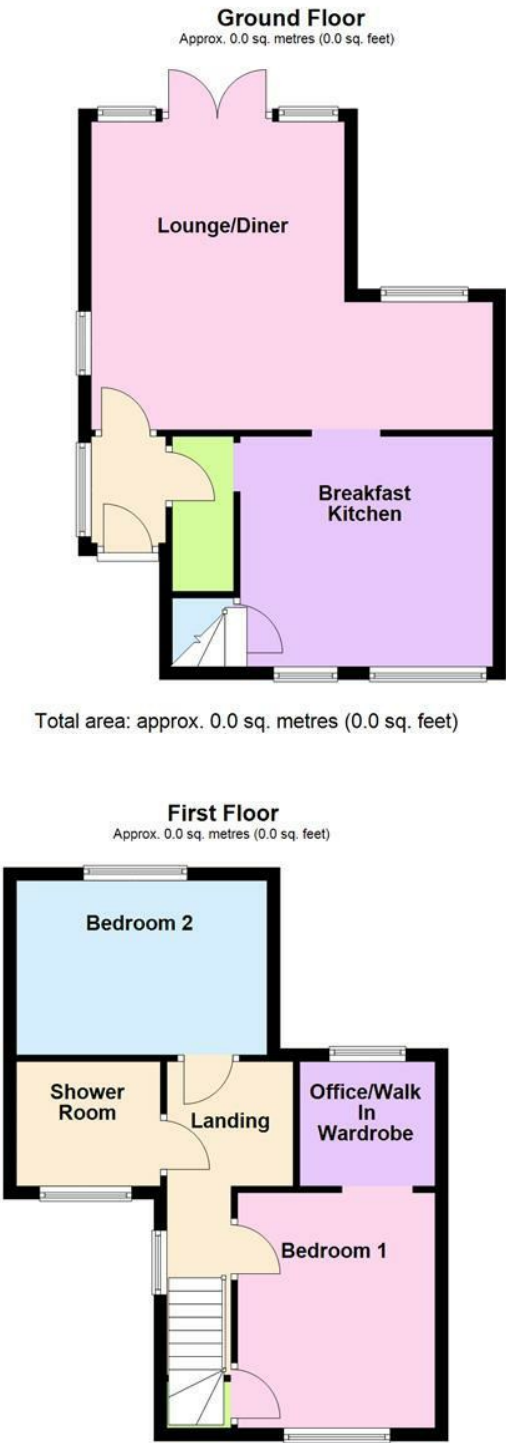 Ground Floor
Approx. 0.0 sq. metres (0.0 sq. feet)
Lounge/Diner
Breakfast
Kitchen
Total area: approx. 0.0 sq. metres (0.0 sq. feet)
First Floor
Approx. 0.0 sq. metres (0.0 sq. feet)
Bedroom 2
Shower
Room
Landing
Office/Walk
In
Wardrobe
Bedroom 1